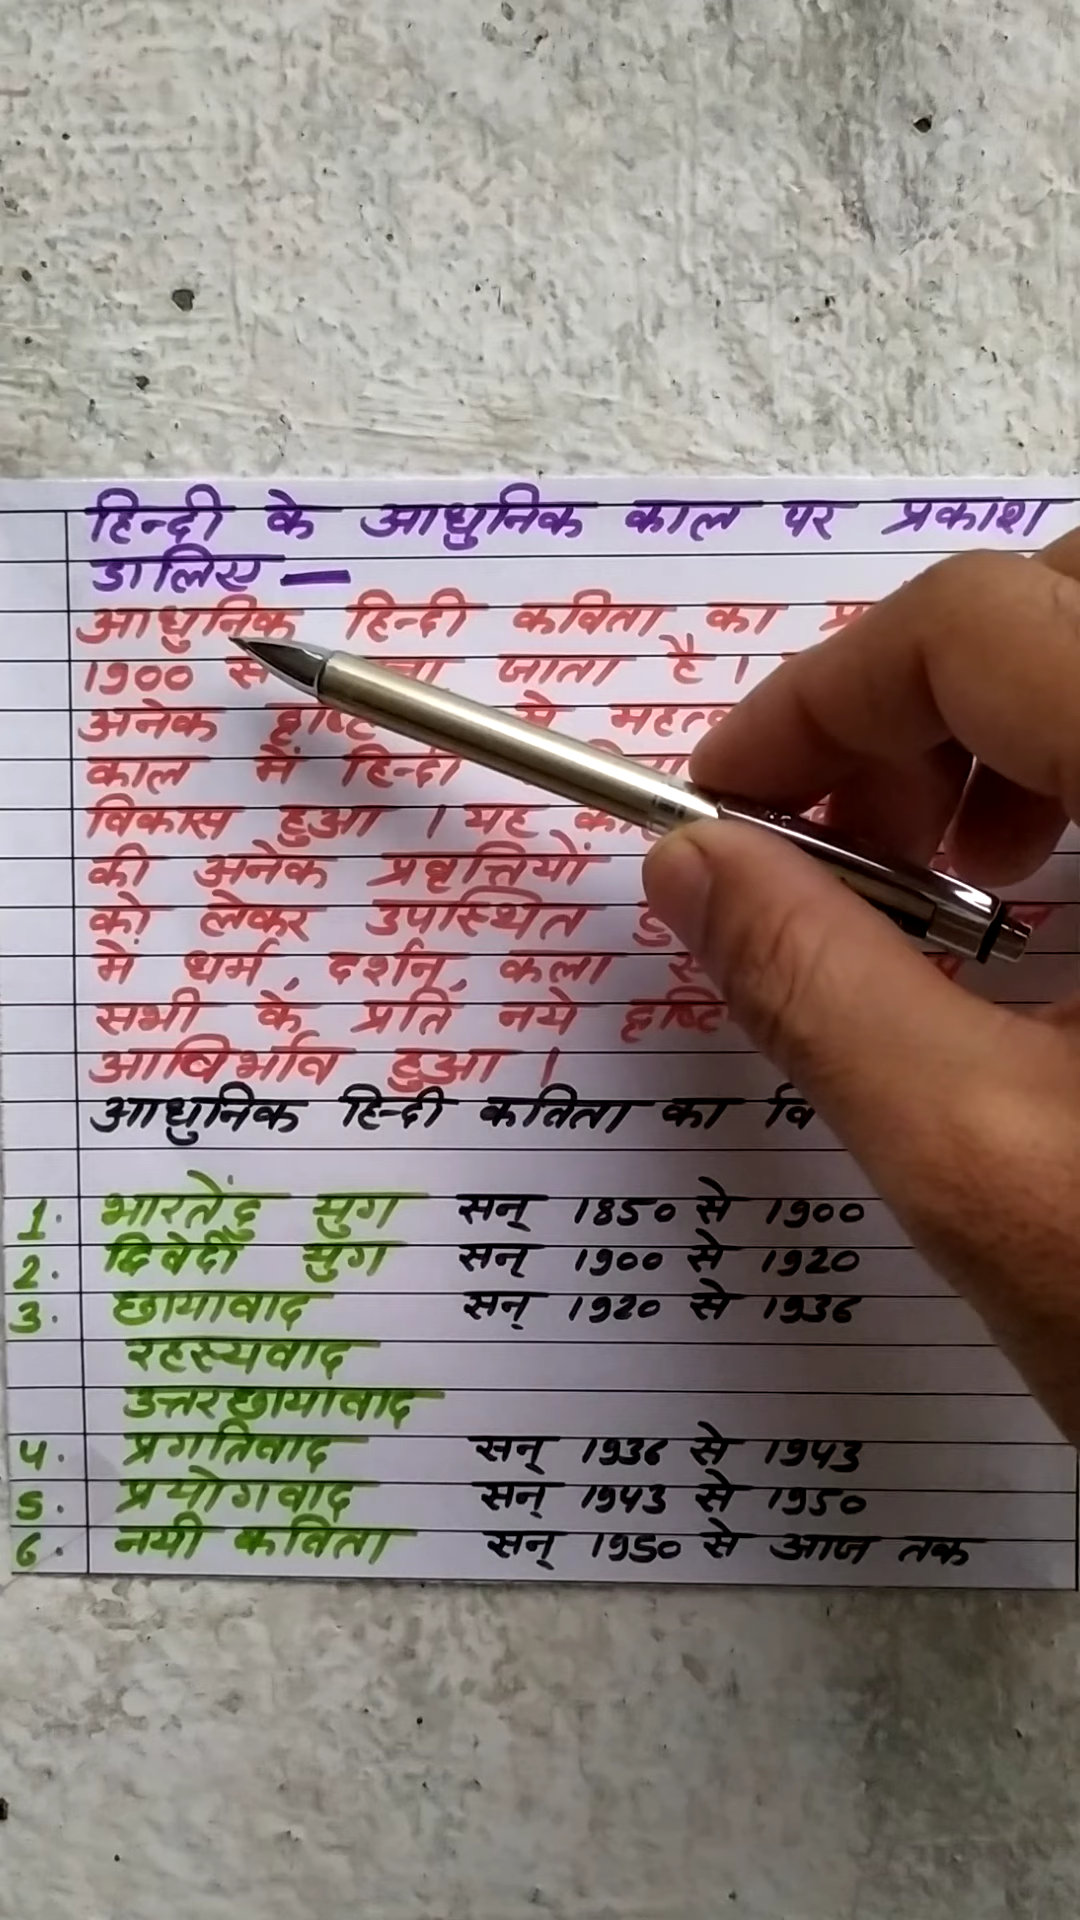 हिन्दी के आधुनिक काल पर प्रकाश
डालिए —
आधुनिक हिन्दी कविता का
1900 जाता है ।
अनेक
काल में हिन्दी
विकास हुआ । यह
की अनेक प्रवृत्तियों
को लेकर उपस्थित
में धर्म, दर्शन, कला
सभी के प्रति नये
आविर्भाव हुआ ।
आधुनिक हिन्दी कविता का
1. भारतेंदु युग सन् 1850 से 1900
2. द्विवेदी युग सन् 1900 से 1920
3. छायावाद सन् 1920 से 1936
रहस्यवाद
उत्तरछायावाद
4. प्रगतिवाद सन् 1936 से 1943
5. प्रयोगवाद सन् 1943 से 1950
6. नयी कविता सन् 1950 से आज तक